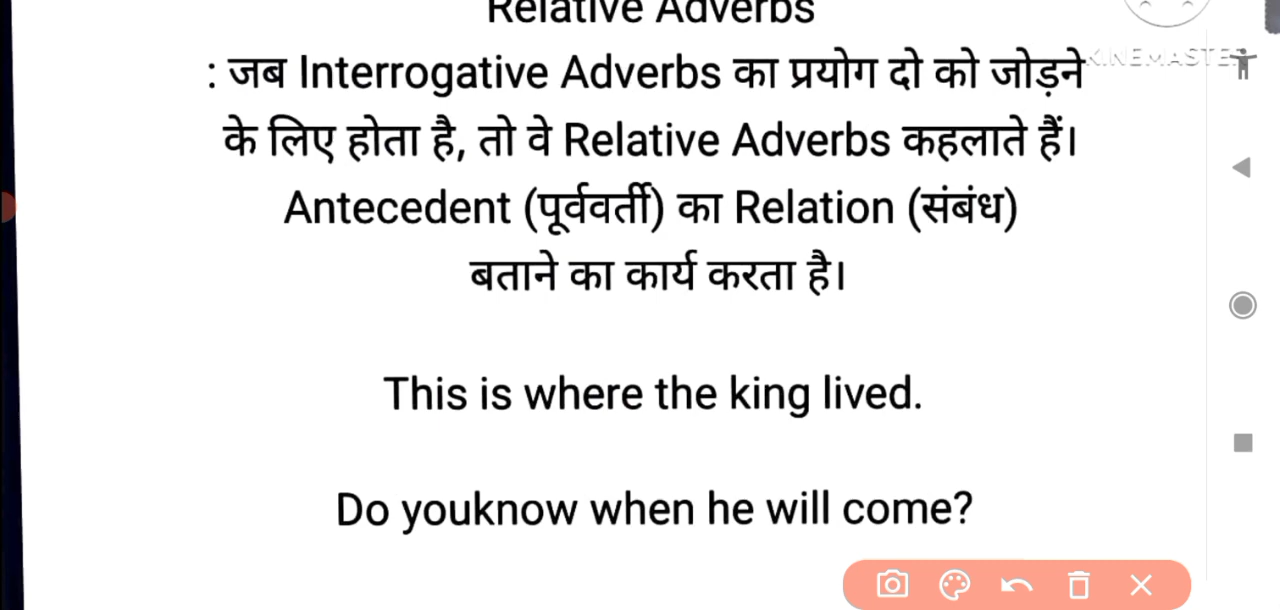 Relative Adverbs
: जब Interrogative Adverbs का प्रयोग दो को जोड़ने
के लिए होता है, तो वे Relative Adverbs कहलाते हैं।
Antecedent (पूर्ववर्ती) का Relation (संबंध)
बताने का कार्य करता है।
This is where the king lived.
Do youknow when he will come?
KINEMASTER